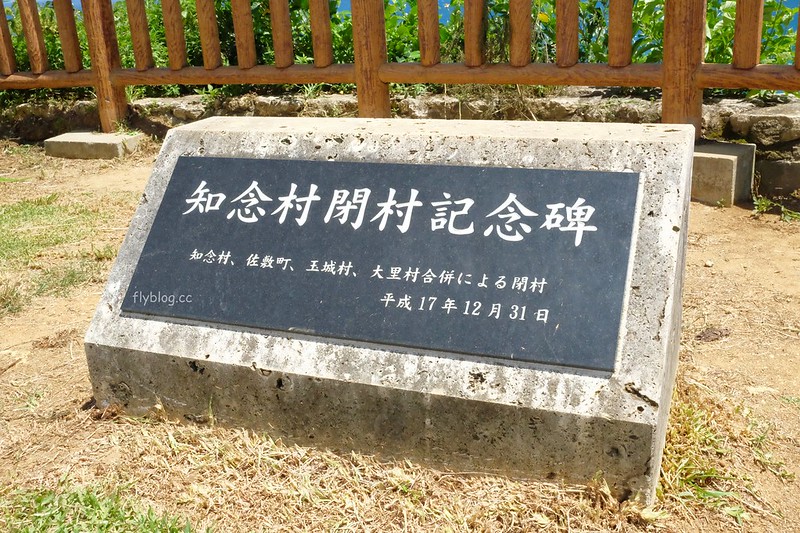 知念村閉村記念碑
知念村、佐敷町、玉城村、大里村合併による閉村
平成17年12月31日
flyblog.cc